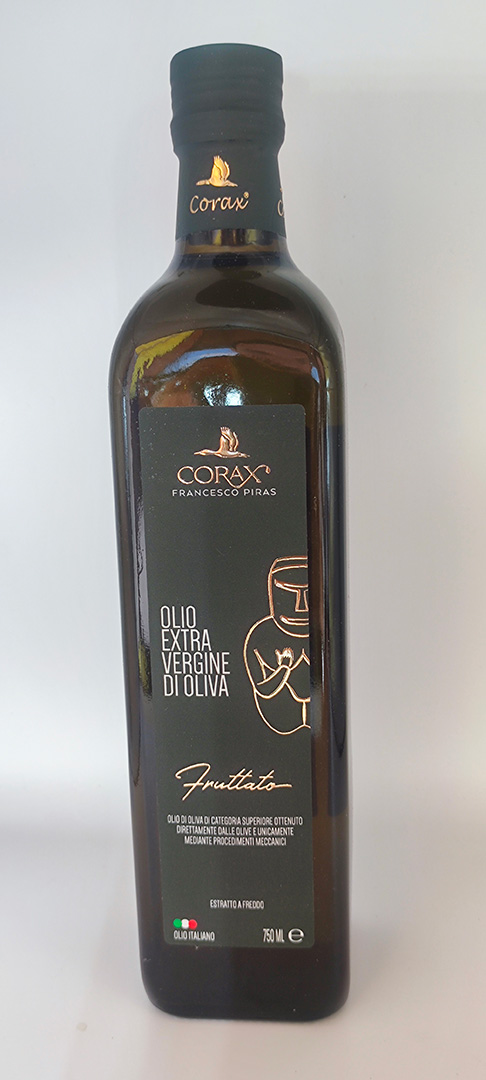 Corax®
CORAX®
FRANCESCO PIRAS
OLIO
EXTRA
VERGINE
DI OLIVA
Fruttato
OLIO DI OLIVA DI CATEGORIA SUPERIORE OTTENUTO
DIRETTAMENTE DALLE OLIVE E UNICAMENTE
MEDIANTE PROCEDIMENTI MECCANICI
ESTRATTO A FREDDO
OLIO ITALIANO
750 ML ℮